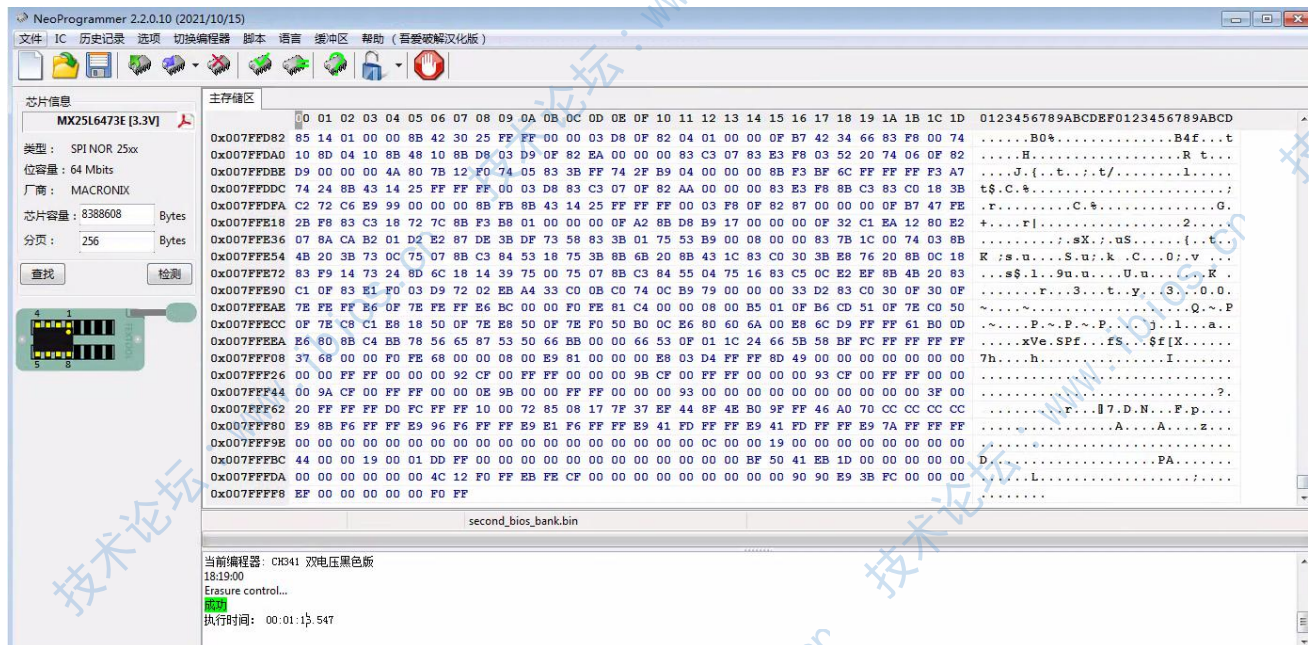 NeoProgrammer 2.2.0.10 (2021/10/15)
文件 IC 历史记录 选项 切换编程器 脚本 语言 缓冲区 帮助 (吾爱破解汉化版)
芯片信息
MX25L6473E [3.3V]
类型： SPI NOR 25xx
位容量：64 Mbits
厂商： MACRONIX
芯片容量：8388608 Bytes
分页： 256 Bytes
查找 检测
4 1
5 8
主存储区
00 01 02 03 04 05 06 07 08 09 0A 0B 0C 0D 0E 0F 10 11 12 13 14 15 16 17 18 19 1A 1B 1C 1D 0123456789ABCDEF0123456789ABCD
0x007FFD82 85 14 01 00 00 8B 42 30 25 FF FF 00 00 03 D8 0F 82 04 01 00 00 0F B7 42 34 66 83 F8 00 74 ......B0%..............B4f...t
0x007FFDA0 10 8D 04 10 8B 48 10 8B D8 03 D9 0F 82 EA 00 00 00 83 C3 07 83 E3 F8 03 52 20 74 06 0F 82 .....H..................R t...
0x007FFDBE D9 00 00 00 4A 80 7B 12 F0 74 05 83 3B FF 74 2F B9 04 00 00 00 8B F3 BF 6C FF FF FF F3 A7 ....J.{..t..;.t/........l.....
0x007FFDDC 74 24 8B 43 14 25 FF FF FF 00 03 D8 83 C3 07 0F 82 AA 00 00 00 83 E3 F8 8B C3 83 C0 18 3B t$.C.%.......................;
0x007FFDFA C2 72 C6 E9 99 00 00 00 8B FB 8B 43 14 25 FF FF FF 00 03 F8 0F 82 87 00 00 00 0F B7 47 FE .r.........C.%..............G.
0x007FFE18 2B F8 83 C3 18 72 7C 8B F3 B8 01 00 00 00 0F A2 8B D8 B9 17 00 00 00 0F 32 C1 EA 12 80 E2 +....r|.................2.....
0x007FFE36 07 8A CA B2 01 D2 E2 87 DE 3B DF 73 58 83 3B 01 75 53 B9 00 08 00 00 83 7B 1C 00 74 03 8B .........;.sX.;.uS......{..t..
0x007FFE54 4B 20 3B 73 0C 75 07 8B C3 84 53 18 75 3B 8B 6B 20 8B 43 1C 83 C0 30 3B E8 76 20 8B 0C 18 K ;s.u....S.u;.k .C...0;.v ...
0x007FFE72 83 F9 14 73 24 8D 6C 18 14 39 75 00 75 07 8B C3 84 55 04 75 16 83 C5 0C E2 EF 8B 4B 20 83 ...s$.l..9u.u....U.u.......K .
0x007FFE90 C1 0F 83 E1 F0 03 D9 72 02 EB A4 33 C0 0B C0 74 0C B9 79 00 00 00 33 D2 83 C0 30 0F 30 0F .......r...3...t..y...3...0.0.
0x007FFEAE 7E FE FF E6 0F 7E FE FF E6 BC 00 00 F0 FE 81 C4 00 00 08 00 B5 01 0F B6 CD 51 0F 7E C0 50 ~....~...................Q.~.P
0x007FFECC 0F 7E C8 C1 E8 18 50 0F 7E E8 50 0F 7E F0 50 B0 0C E6 80 60 6A 00 E8 6C D9 FF FF 61 B0 0D .~....P.~.P.~.P....`j..l...a..
0x007FFEEA E6 80 8B C4 BB 78 56 65 87 53 50 66 BB 00 00 66 53 0F 01 1C 24 66 5B 58 BF FC FF FF FF FF .....xVe.SPf...fS...$f[X......
0x007FFF08 37 68 00 00 F0 FE 68 00 00 08 00 E9 81 00 00 00 E8 03 D4 FF FF 8D 49 00 00 00 00 00 00 00 7h....h...............I.......
0x007FFF26 00 00 FF FF 00 00 00 92 CF 00 FF FF 00 00 00 9B CF 00 FF FF 00 00 00 93 CF 00 FF FF 00 00 ..............................
0x007FFF44 00 9A CF 00 FF FF 00 00 0E 9B 00 00 FF FF 00 00 00 93 00 00 00 00 00 00 00 00 00 00 3F 00 ............................?.
0x007FFF62 20 FF FF FF D0 FC FF FF 10 00 72 85 08 17 7F 37 EF 44 8F 4E B0 9F FF 46 A0 70 CC CC CC CC ..........r....7.D.N...F.p....
0x007FFF80 E9 8B F6 FF FF E9 96 F6 FF FF E9 E1 F6 FF FF E9 41 FD FF FF E9 41 FD FF FF E9 7A FF FF FF ................A....A....z...
0x007FFF9E 00 00 00 00 00 00 00 00 00 00 00 00 00 00 00 00 00 00 0C 00 00 19 00 00 00 00 00 00 00 00 ..............................
0x007FFFBC 44 00 00 19 00 01 DD FF 00 00 00 00 00 00 00 00 00 00 00 00 BF 50 41 EB 1D 00 00 00 00 00 D....................PA.......
0x007FFFDA 00 00 00 00 00 00 4C 12 F0 FF EB FE CF 00 00 00 00 00 00 00 00 00 90 90 E9 3B FC 00 00 00 ......L..................;....
0x007FFFF8 EF 00 00 00 00 00 F0 FF ........
second_bios_bank.bin
当前编程器：CH341 双电压黑色版
18:19:00
Erasure control...
成功
执行时间： 00:01:15.547
技术论坛：www.ibios.cn